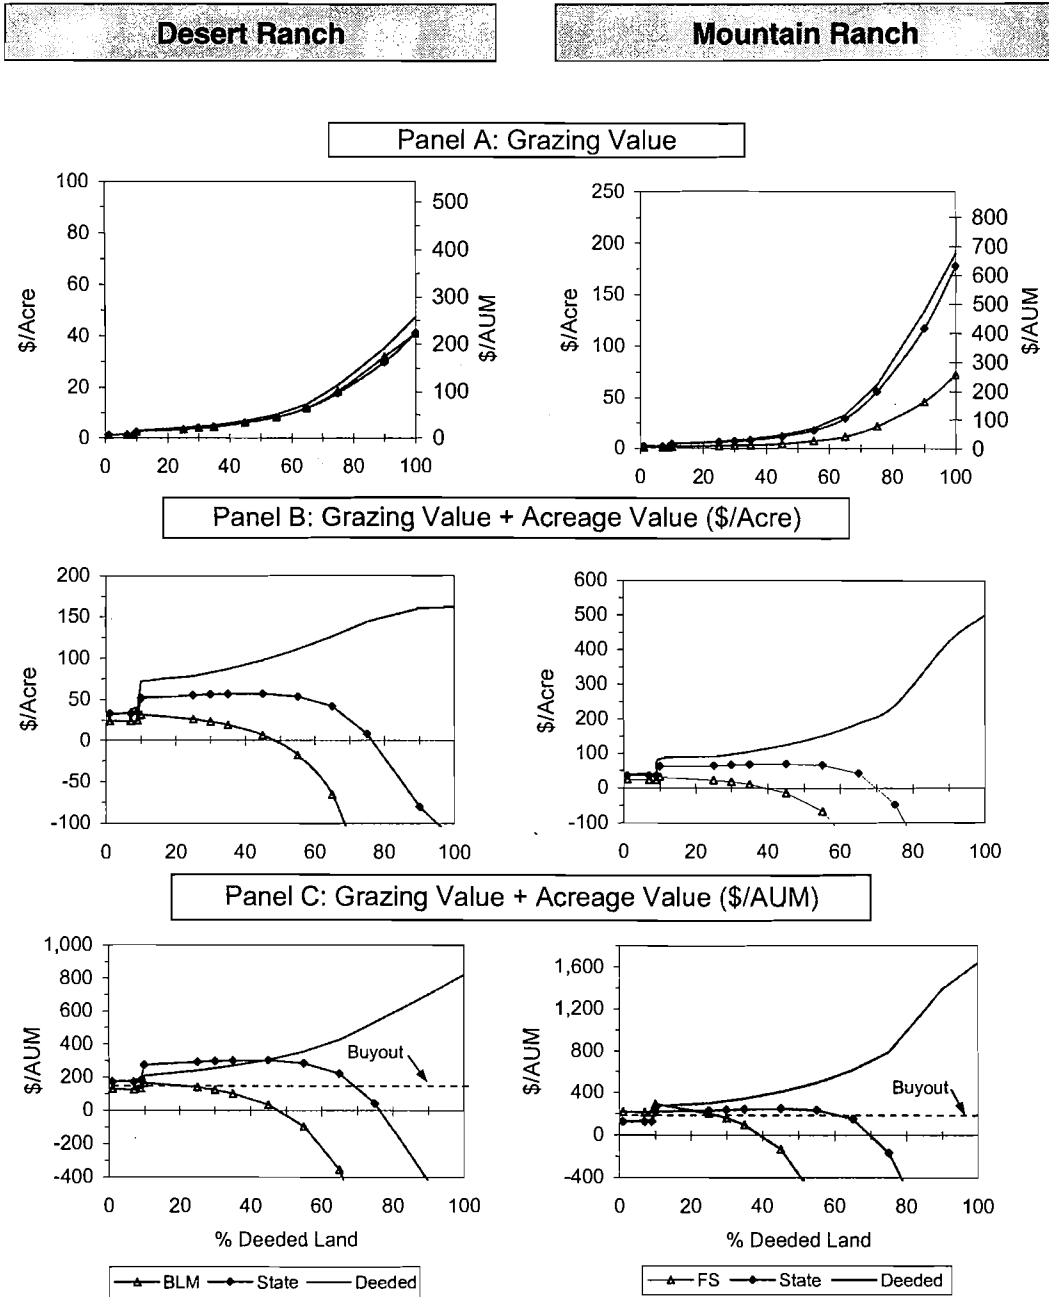 Desert Ranch
Mountain Ranch
Panel A: Grazing Value
100
80
60
40
20
0
$/Acre
500
400
300
200
100
0
$/AUM
0 20 40 60 80 100
250
200
150
100
50
0
$/Acre
800
700
600
500
400
300
200
100
0
$/AUM
0 20 40 60 80 100
Panel B: Grazing Value + Acreage Value ($/Acre)
200
150
100
50
0
-50
-100
$/Acre
0 20 40 60 80 100
600
500
400
300
200
100
0
-100
$/Acre
0 20 40 60 80 100
Panel C: Grazing Value + Acreage Value ($/AUM)
1,000
800
600
400
200
0
-200
-400
$/AUM
Buyout
0 20 40 60 80 100
% Deeded Land
BLM State Deeded
1,600
1,200
800
400
0
-400
$/AUM
Buyout
0 20 40 60 80 100
% Deeded Land
FS State Deeded